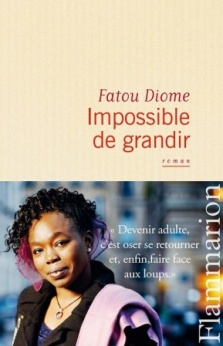 Fatou Diome
Impossible
de grandir
roman
« Devenir adulte,
c'est oser se retourner
et, enfin,faire face
aux loups.»
Flammarion